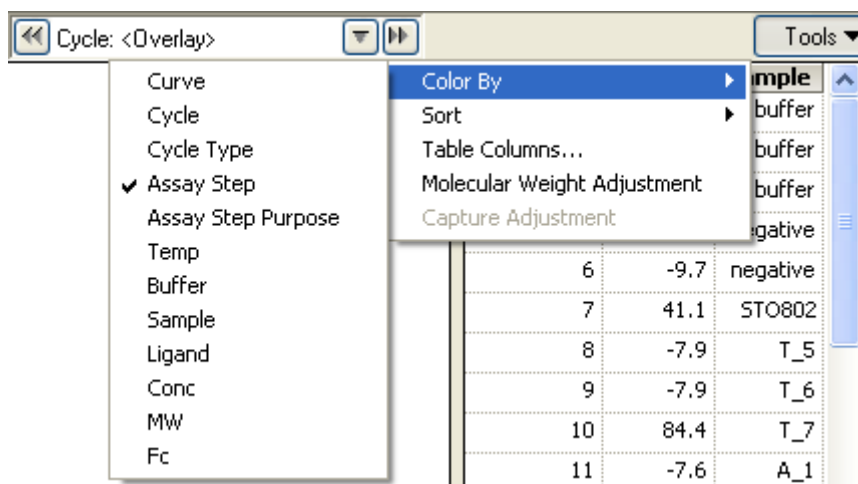 Cycle: <Overlay>
Tools
Curve
Cycle
Cycle Type
Assay Step
Assay Step Purpose
Temp
Buffer
Sample
Ligand
Conc
MW
Fc
Color By
Sort
Table Columns...
Molecular Weight Adjustment
Capture Adjustment
mple
buffer
buffer
buffer
egative
6 -9.7 negative
7 41.1 STO802
8 -7.9 T_5
9 -7.9 T_6
10 84.4 T_7
11 -7.6 A_1